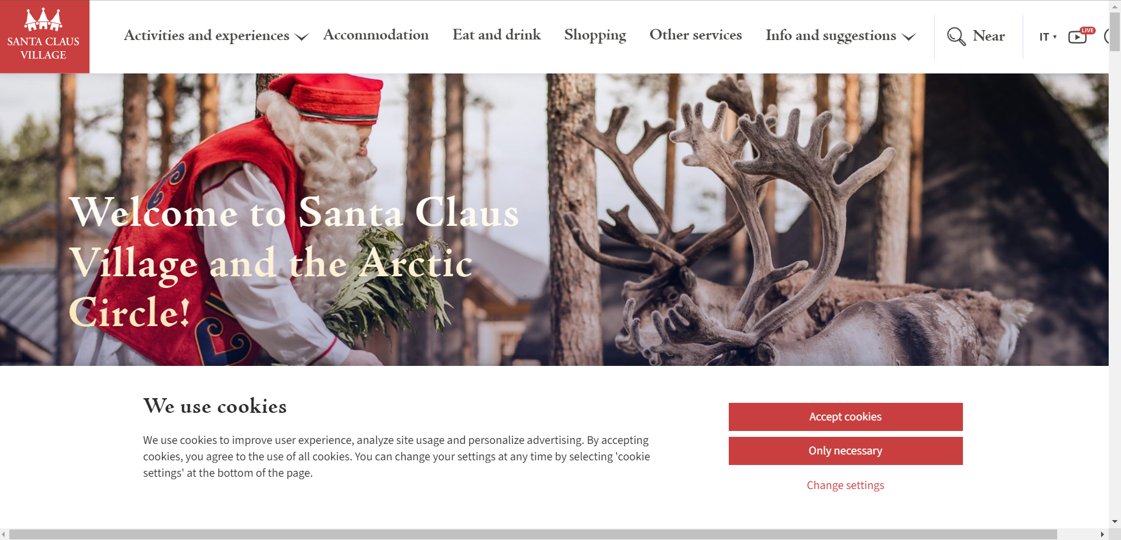 SANTA CLAUS
VILLAGE
Activities and experiences
Accommodation
Eat and drink
Shopping
Other services
Info and suggestions
Near
IT
LIVE
Welcome to Santa Claus
Village and the Arctic
Circle!
We use cookies
We use cookies to improve user experience, analyze site usage and personalize advertising. By accepting
cookies, you agree to the use of all cookies. You can change your settings at any time by selecting 'cookie
settings' at the bottom of the page.
Accept cookies
Only necessary
Change settings